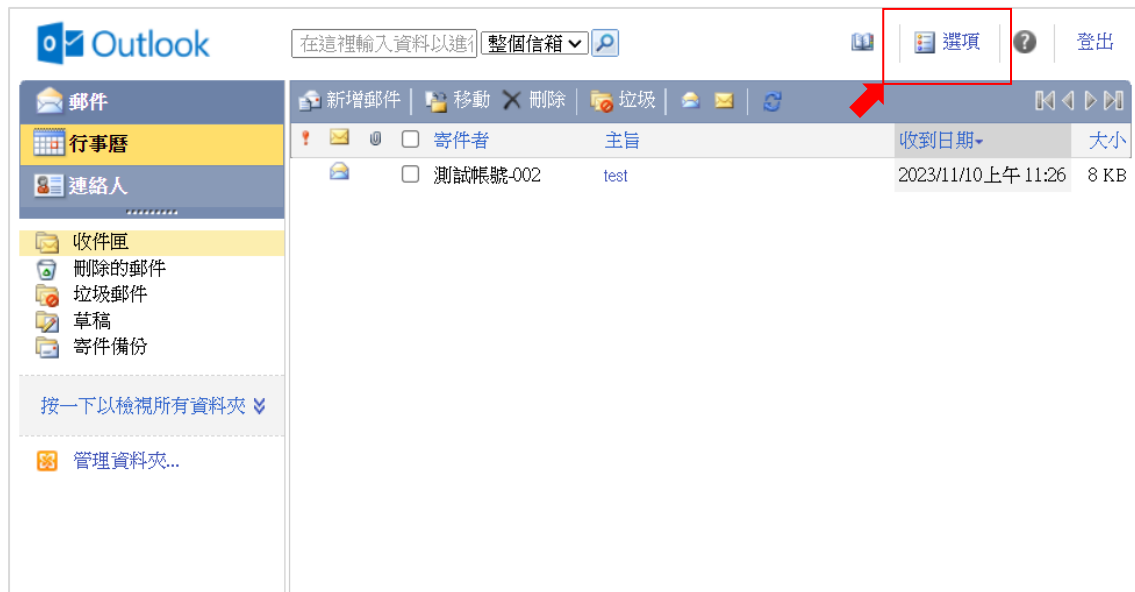 Outlook
在這裡輸入資料以進行 整個信箱
選項
登出
郵件
行事曆
連絡人
收件匣
刪除的郵件
垃圾郵件
草稿
寄件備份
按一下以檢視所有資料夾
管理資料夾...
新增郵件 移動 刪除 垃圾
寄件者 主旨 收到日期 大小
測試帳號-002 test 2023/11/10 上午 11:26 8 KB